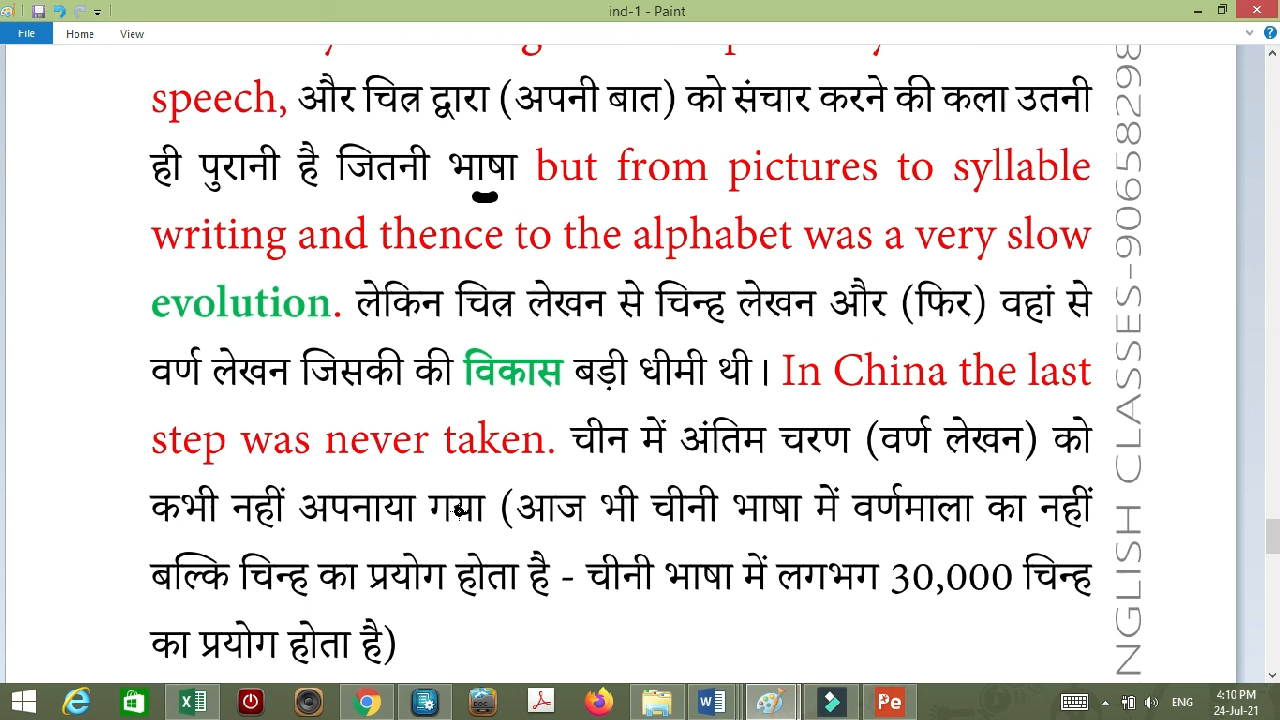 ind-1 - Paint
File Home View
speech, और चित्र द्वारा (अपनी बात) को संचार करने की कला उतनी
ही पुरानी है जितनी भाषा but from pictures to syllable
writing and thence to the alphabet was a very slow
evolution. लेकिन चित्र लेखन से चिन्ह लेखन और (फिर) वहां से
वर्ण लेखन जिसकी की विकास बड़ी धीमी थी। In China the last
step was never taken. चीन में अंतिम चरण (वर्ण लेखन) को
कभी नहीं अपनाया गया (आज भी चीनी भाषा में वर्णमाला का नहीं
बल्कि चिन्ह का प्रयोग होता है - चीनी भाषा में लगभग 30,000 चिन्ह
का प्रयोग होता है)
NGLISH CLASSES-90658298
ENG
4:10 PM
24-Jul-21